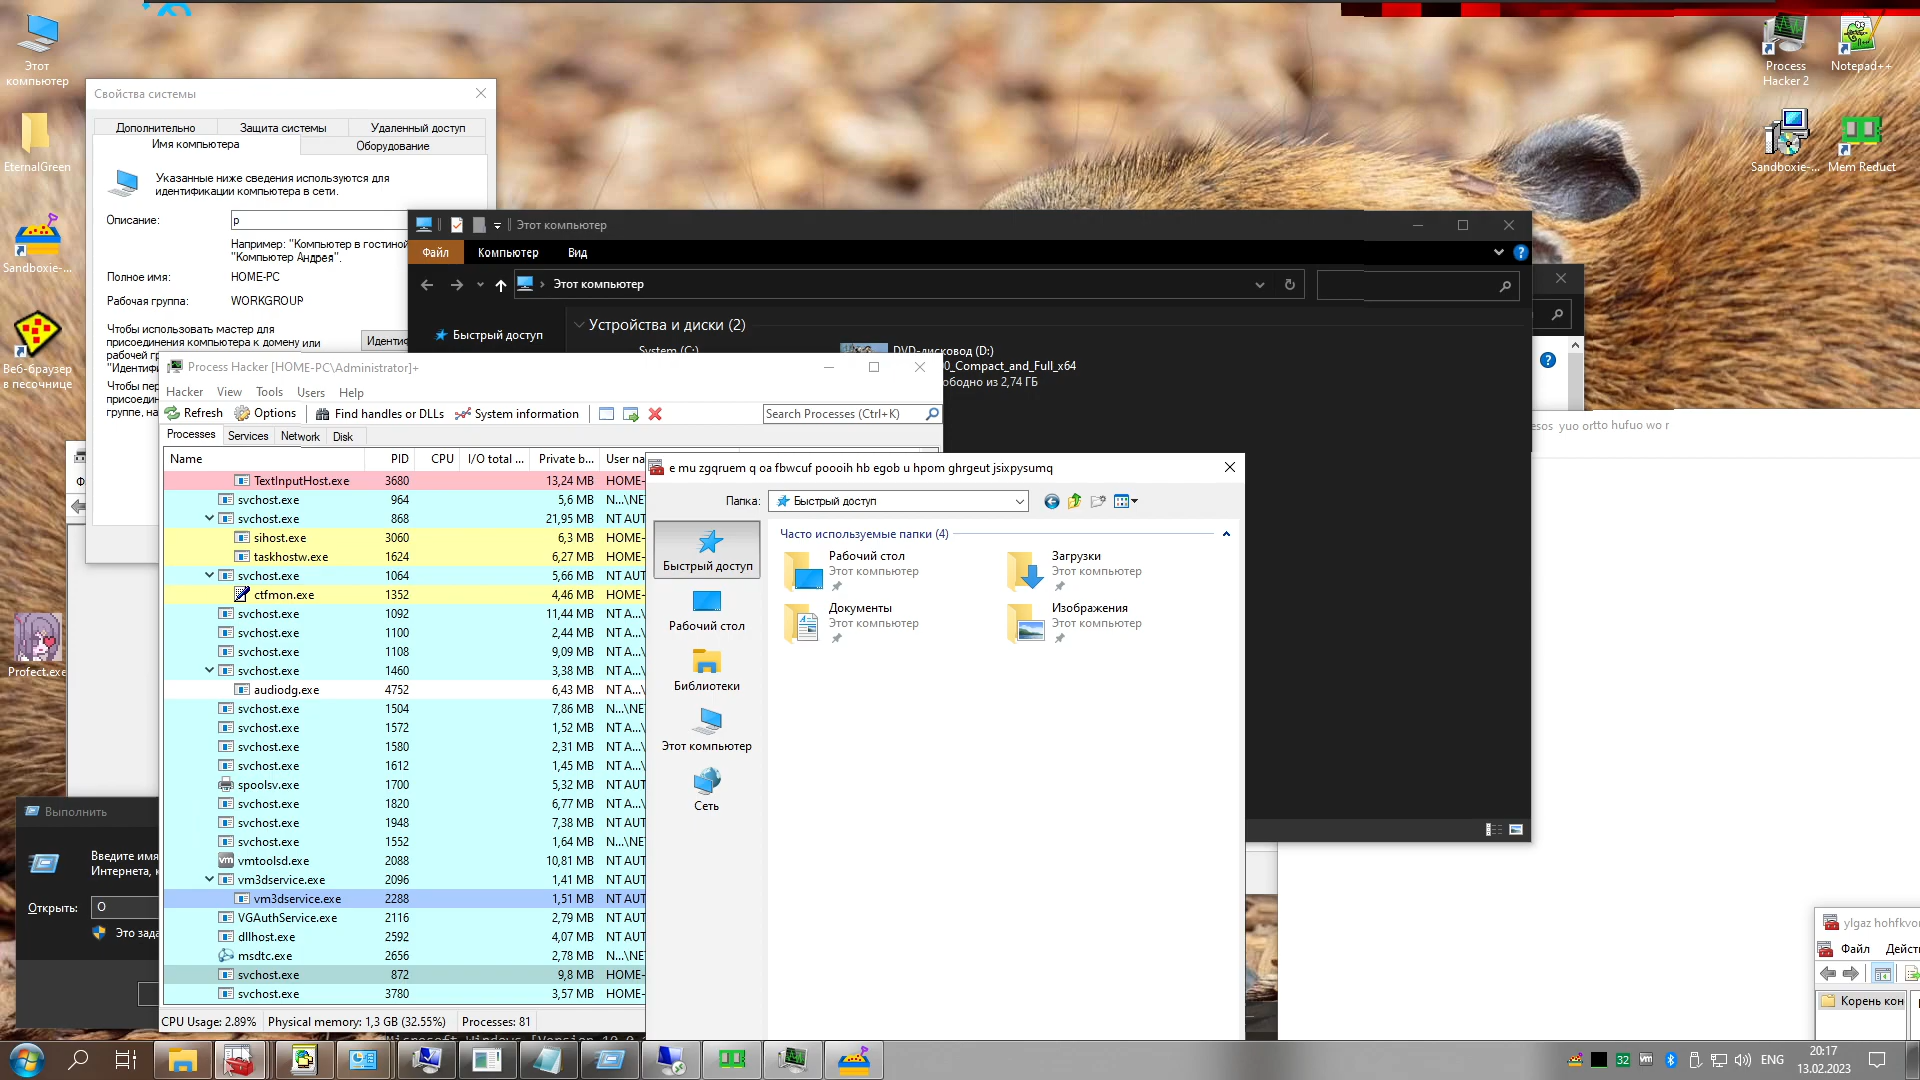 Этот
компьютер
EternalGreen
Sandboxie-...
Веб-браузер
в песочнице
Profect.exe
Process
Hacker 2
Notepad++
Sandboxie-...
Mem Reduct
Свойства системы
Дополнительно
Защита системы
Удаленный доступ
Имя компьютера
Оборудование
Указанные ниже сведения используются для
идентификации компьютера в сети.
Описание:
p
Например: "Компьютер в гостиной
"Компьютер Андрея".
Полное имя:
HOME-PC
Рабочая группа:
WORKGROUP
Чтобы использовать мастер для
присоединения компьютера к домену или
рабочей гр
"Идентифи
Идентиф
Чтобы пер
присоедин
группе, на
Этот компьютер
Файл
Компьютер
Вид
Этот компьютер
Быстрый доступ
Устройства и диски (2)
System (C:)
DVD-дисковод (D:)
0_Compact_and_Full_x64
ободно из 2,74 ГБ
Process Hacker [HOME-PC\Administrator]+
Hacker View Tools Users Help
Refresh Options Find handles or DLLs System information
Search Processes (Ctrl+K)
Processes Services Network Disk
Name PID CPU I/O total ... Private b... User na
TextInputHost.exe 3680 13,24 MB HOME-
svchost.exe 964 5,6 MB N...\NE
svchost.exe 868 21,95 MB NT AUT
sihost.exe 3060 6,3 MB HOME-
taskhostw.exe 1624 6,27 MB HOME-
svchost.exe 1064 5,66 MB NT AUT
ctfmon.exe 1352 4,46 MB HOME-
svchost.exe 1092 11,44 MB NT A...\
svchost.exe 1100 2,44 MB NT A...\
svchost.exe 1108 9,09 MB NT A...\
svchost.exe 1460 3,38 MB NT A...\
audiodg.exe 4752 6,43 MB NT A...\
svchost.exe 1504 7,86 MB N...\NE
svchost.exe 1572 1,52 MB NT A...\
svchost.exe 1580 2,31 MB NT A...\
svchost.exe 1612 1,45 MB NT A...\
spoolsv.exe 1700 5,32 MB NT AUT
svchost.exe 1820 6,77 MB NT A...\
svchost.exe 1948 7,38 MB NT AUT
svchost.exe 1552 1,64 MB N...\NE
vmtoolsd.exe 2088 10,81 MB NT AUT
vm3dservice.exe 2096 1,41 MB NT AUT
vm3dservice.exe 2288 1,51 MB NT AUT
VGAuthService.exe 2116 2,79 MB NT AUT
dllhost.exe 2592 4,07 MB NT AUT
msdtc.exe 2656 2,78 MB N...\NE
svchost.exe 872 9,8 MB HOME-
svchost.exe 3780 3,57 MB HOME-
CPU Usage: 2.89% Physical memory: 1,3 GB (32.55%) Processes: 81
e mu zgqruem q oa fbwcuf poooih hb egob u hpom ghrgeut jsixpysumq
Папка:
Быстрый доступ
Быстрый доступ
Рабочий стол
Библиотеки
Этот компьютер
Сеть
Часто используемые папки (4)
Рабочий стол
Этот компьютер
Загрузки
Этот компьютер
Документы
Этот компьютер
Изображения
Этот компьютер
esos yuo ortto hufuo wo r
Выполнить
Введите имя
Интернета, к
Открыть:
O
Это зада
ylgaz hohfkvo
Файл Дейст
Корень кон
32
ENG
20:17
13.02.2023